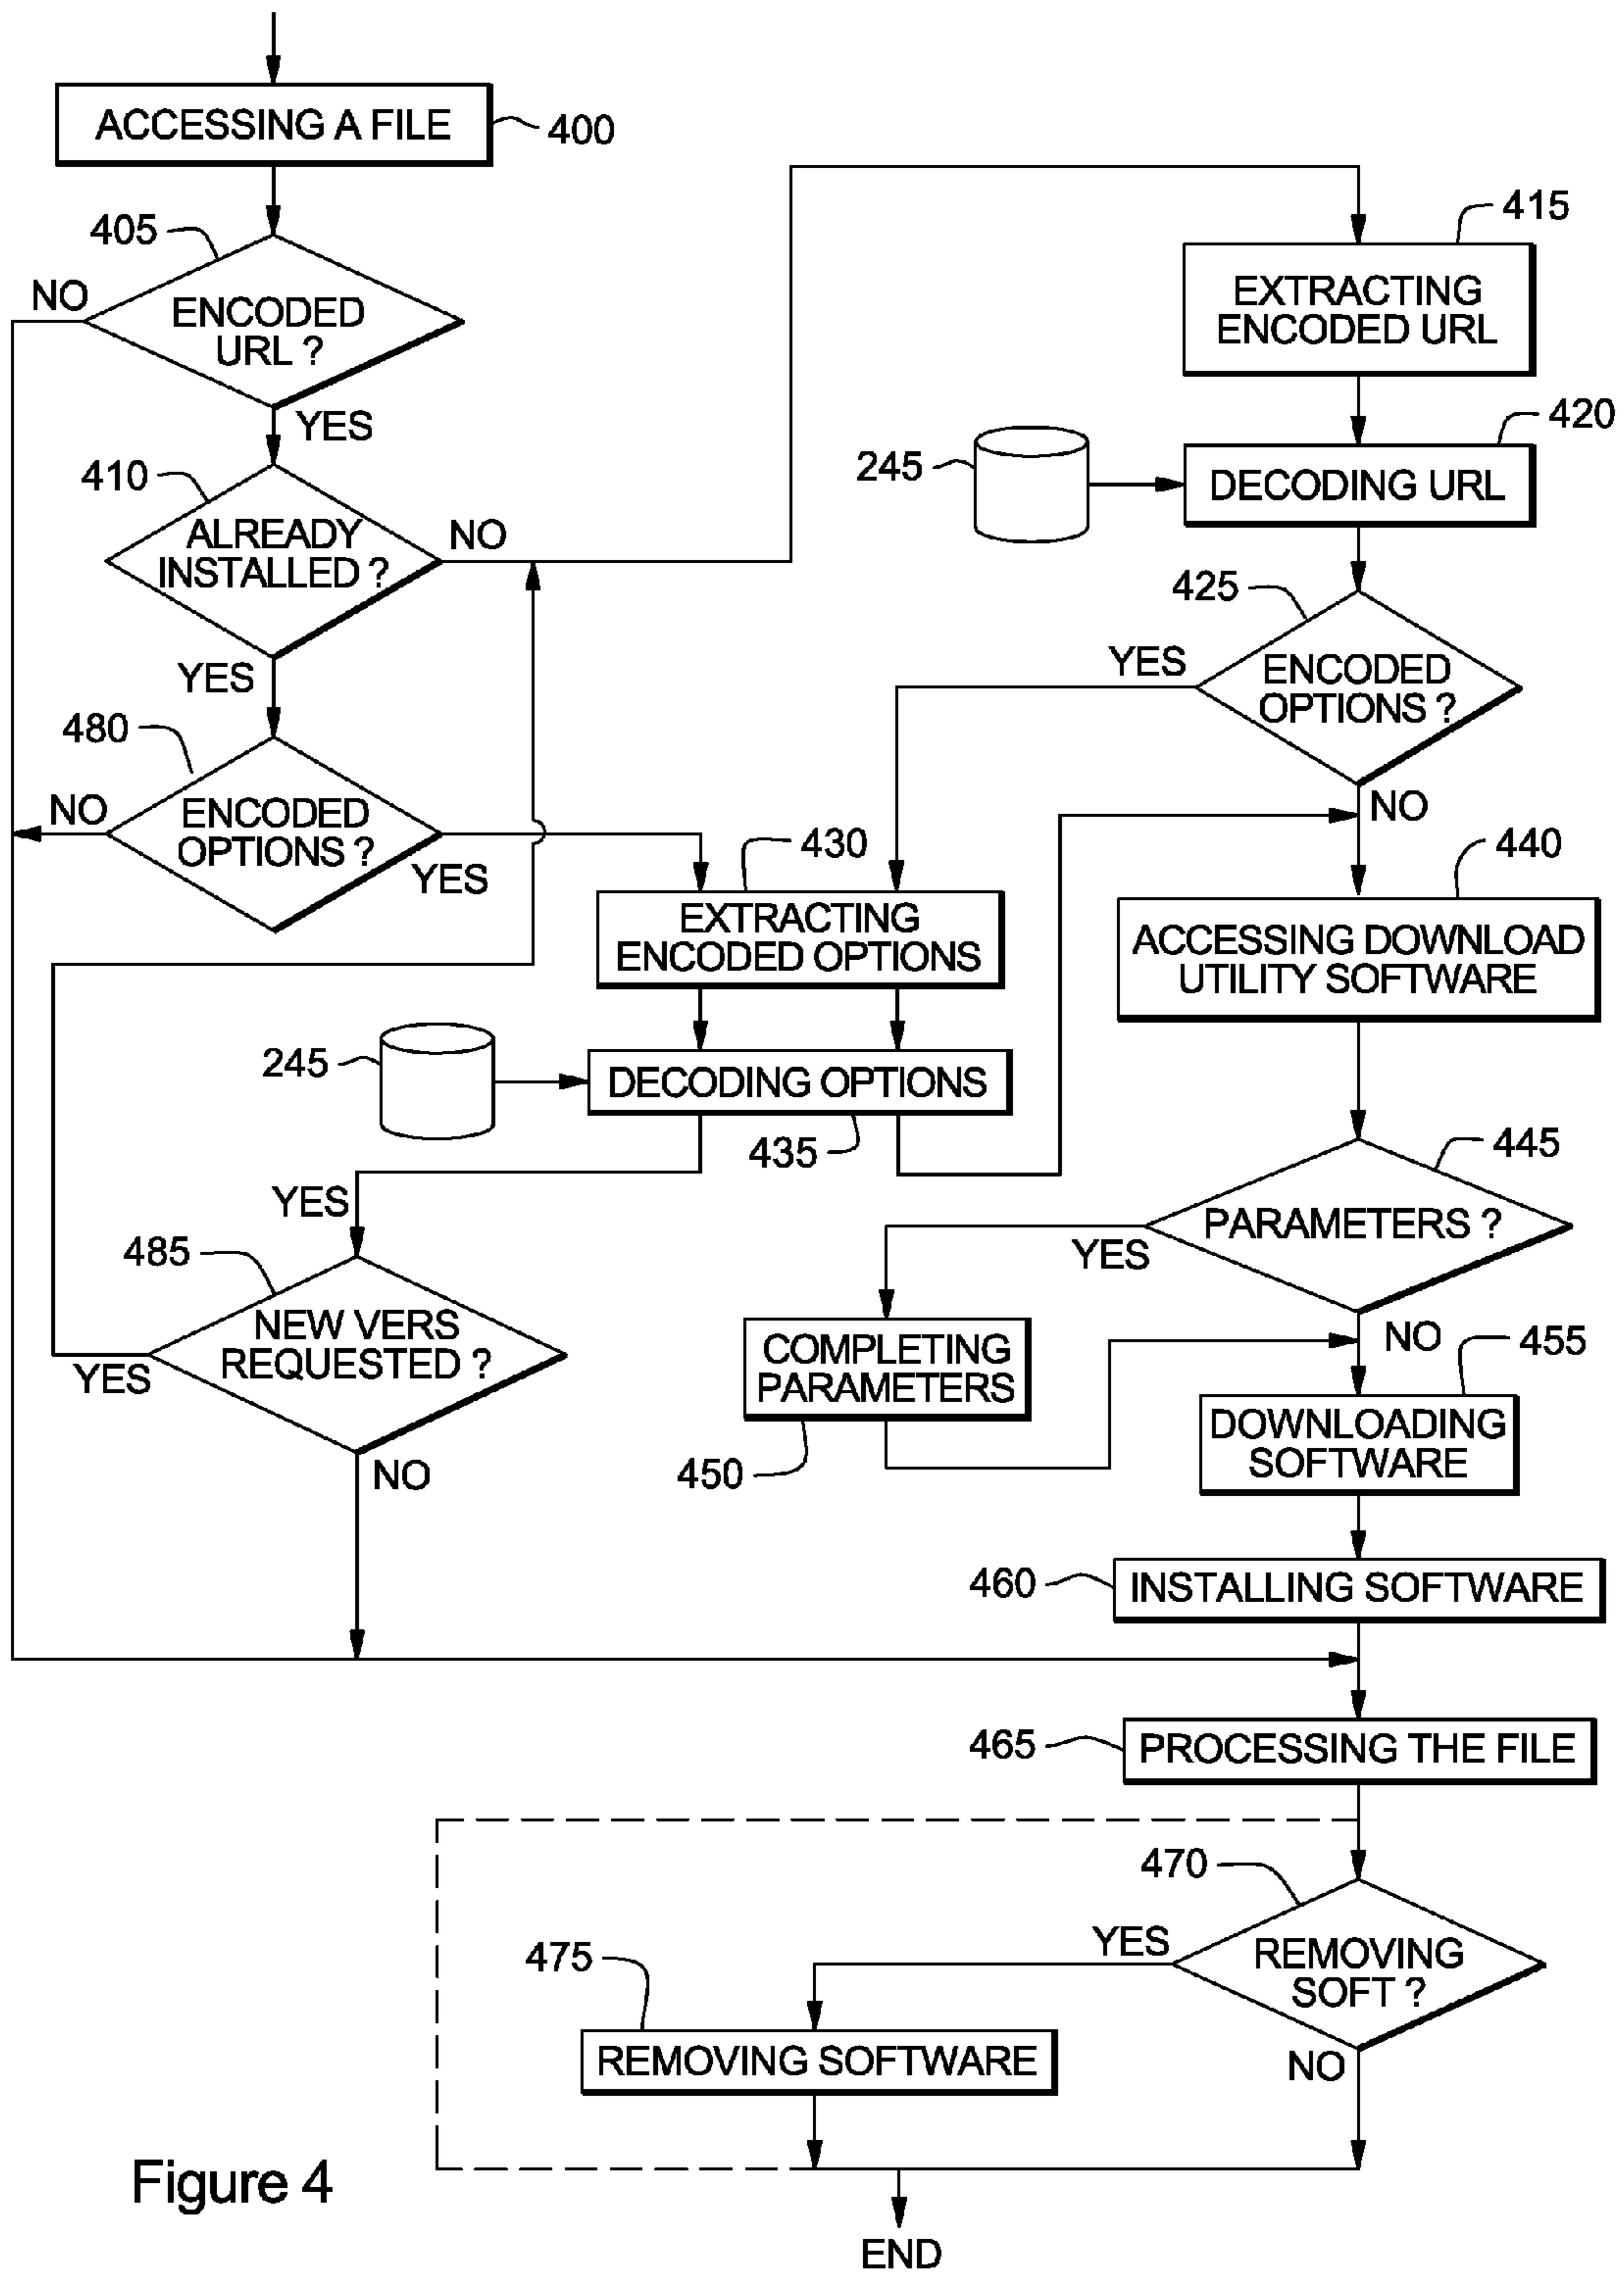 ACCESSING A FILE
400
405
NO
ENCODED
URL ?
YES
410
ALREADY
INSTALLED ?
NO
YES
480
NO
ENCODED
OPTIONS ?
YES
415
EXTRACTING
ENCODED URL
420
245
DECODING URL
425
YES
ENCODED
OPTIONS ?
NO
430
EXTRACTING
ENCODED OPTIONS
440
ACCESSING DOWNLOAD
UTILITY SOFTWARE
245
DECODING OPTIONS
435
YES
485
NEW VERS
REQUESTED ?
YES
NO
445
PARAMETERS ?
YES
NO
COMPLETING
PARAMETERS
450
455
DOWNLOADING
SOFTWARE
460
INSTALLING SOFTWARE
465
PROCESSING THE FILE
470
YES
REMOVING
SOFT ?
NO
475
REMOVING SOFTWARE
Figure 4
END